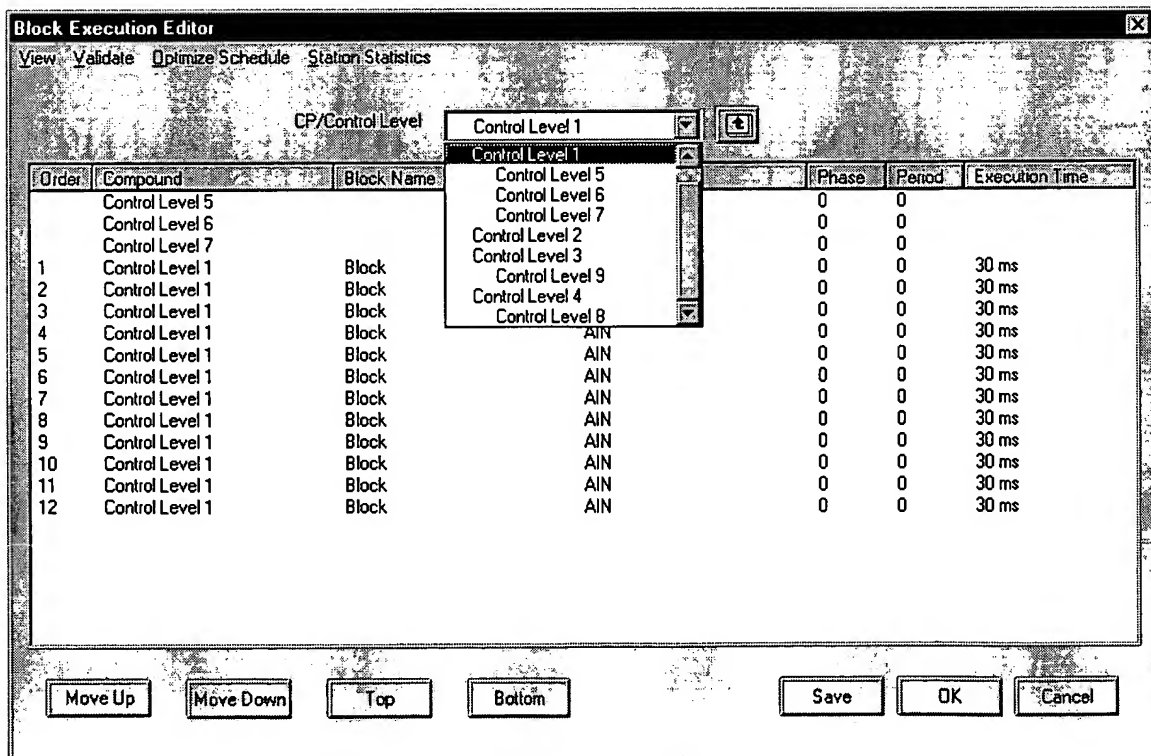 Block Execution Editor
View Validate Optimize Schedule Station Statistics
CP/Control Level Control Level 1
Control Level 1
Control Level 5
Control Level 6
Control Level 7
Control Level 2
Control Level 3
Control Level 9
Control Level 4
Control Level 8
Order Compound Block Name Phase Period Execution Time
Control Level 5 0 0
Control Level 6 0 0
Control Level 7 0 0
1 Control Level 1 Block 0 0 30 ms
2 Control Level 1 Block 0 0 30 ms
3 Control Level 1 Block 0 0 30 ms
4 Control Level 1 Block AIN 0 0 30 ms
5 Control Level 1 Block AIN 0 0 30 ms
6 Control Level 1 Block AIN 0 0 30 ms
7 Control Level 1 Block AIN 0 0 30 ms
8 Control Level 1 Block AIN 0 0 30 ms
9 Control Level 1 Block AIN 0 0 30 ms
10 Control Level 1 Block AIN 0 0 30 ms
11 Control Level 1 Block AIN 0 0 30 ms
12 Control Level 1 Block AIN 0 0 30 ms
Move Up Move Down Top Bottom Save OK Cancel